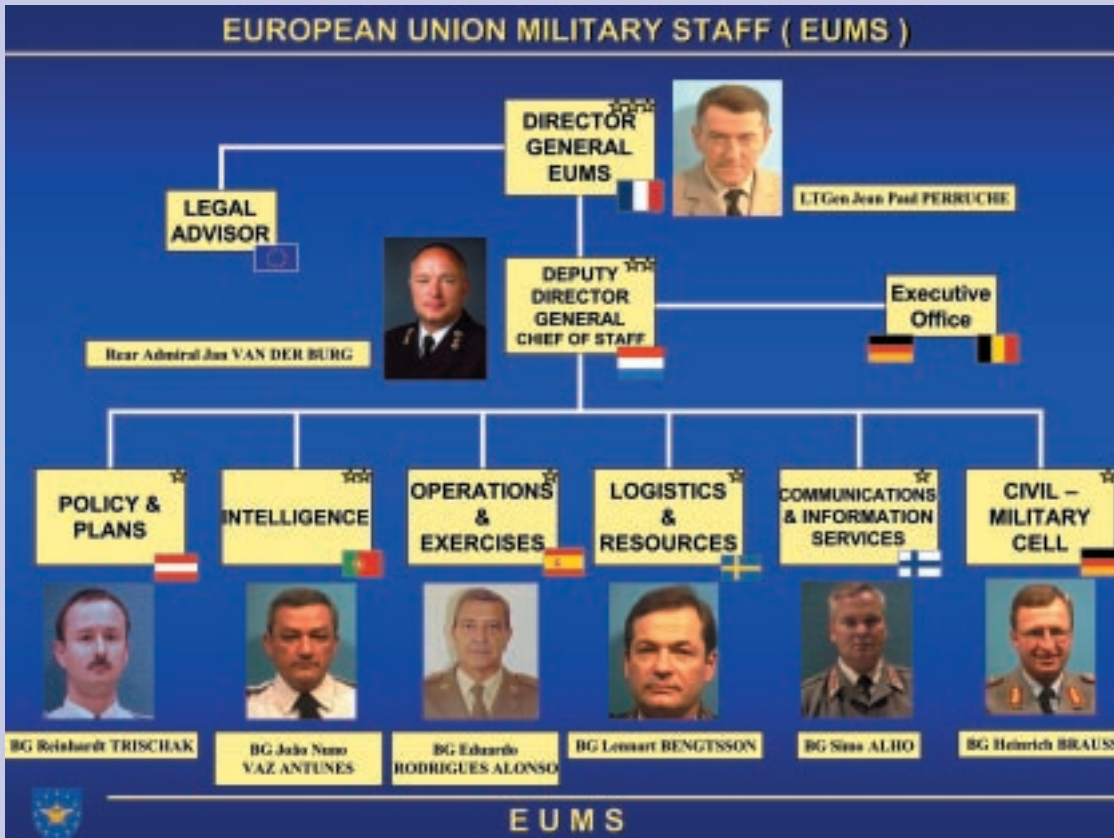 EUROPEAN UNION MILITARY STAFF ( EUMS )
DIRECTOR
GENERAL
EUMS
LTGen Jean Paul PERRUCHE
LEGAL
ADVISOR
DEPUTY
DIRECTOR
GENERAL
CHIEF OF STAFF
Executive
Office
Rear Admiral Jan VAN DER BURG
POLICY &
PLANS
INTELLIGENCE
OPERATIONS
&
EXERCISES
LOGISTICS
&
RESOURCES
COMMUNICATIONS
& INFORMATION
SERVICES
CIVIL –
MILITARY
CELL
BG Reinhardt TRISCHAK
BG João Nuno
VAZ ANTUNES
BG Eduardo
RODRIGUES ALONSO
BG Lennart BENGTSSON
BG Simo ALHO
BG Heinrich BRAUSS
E U M S